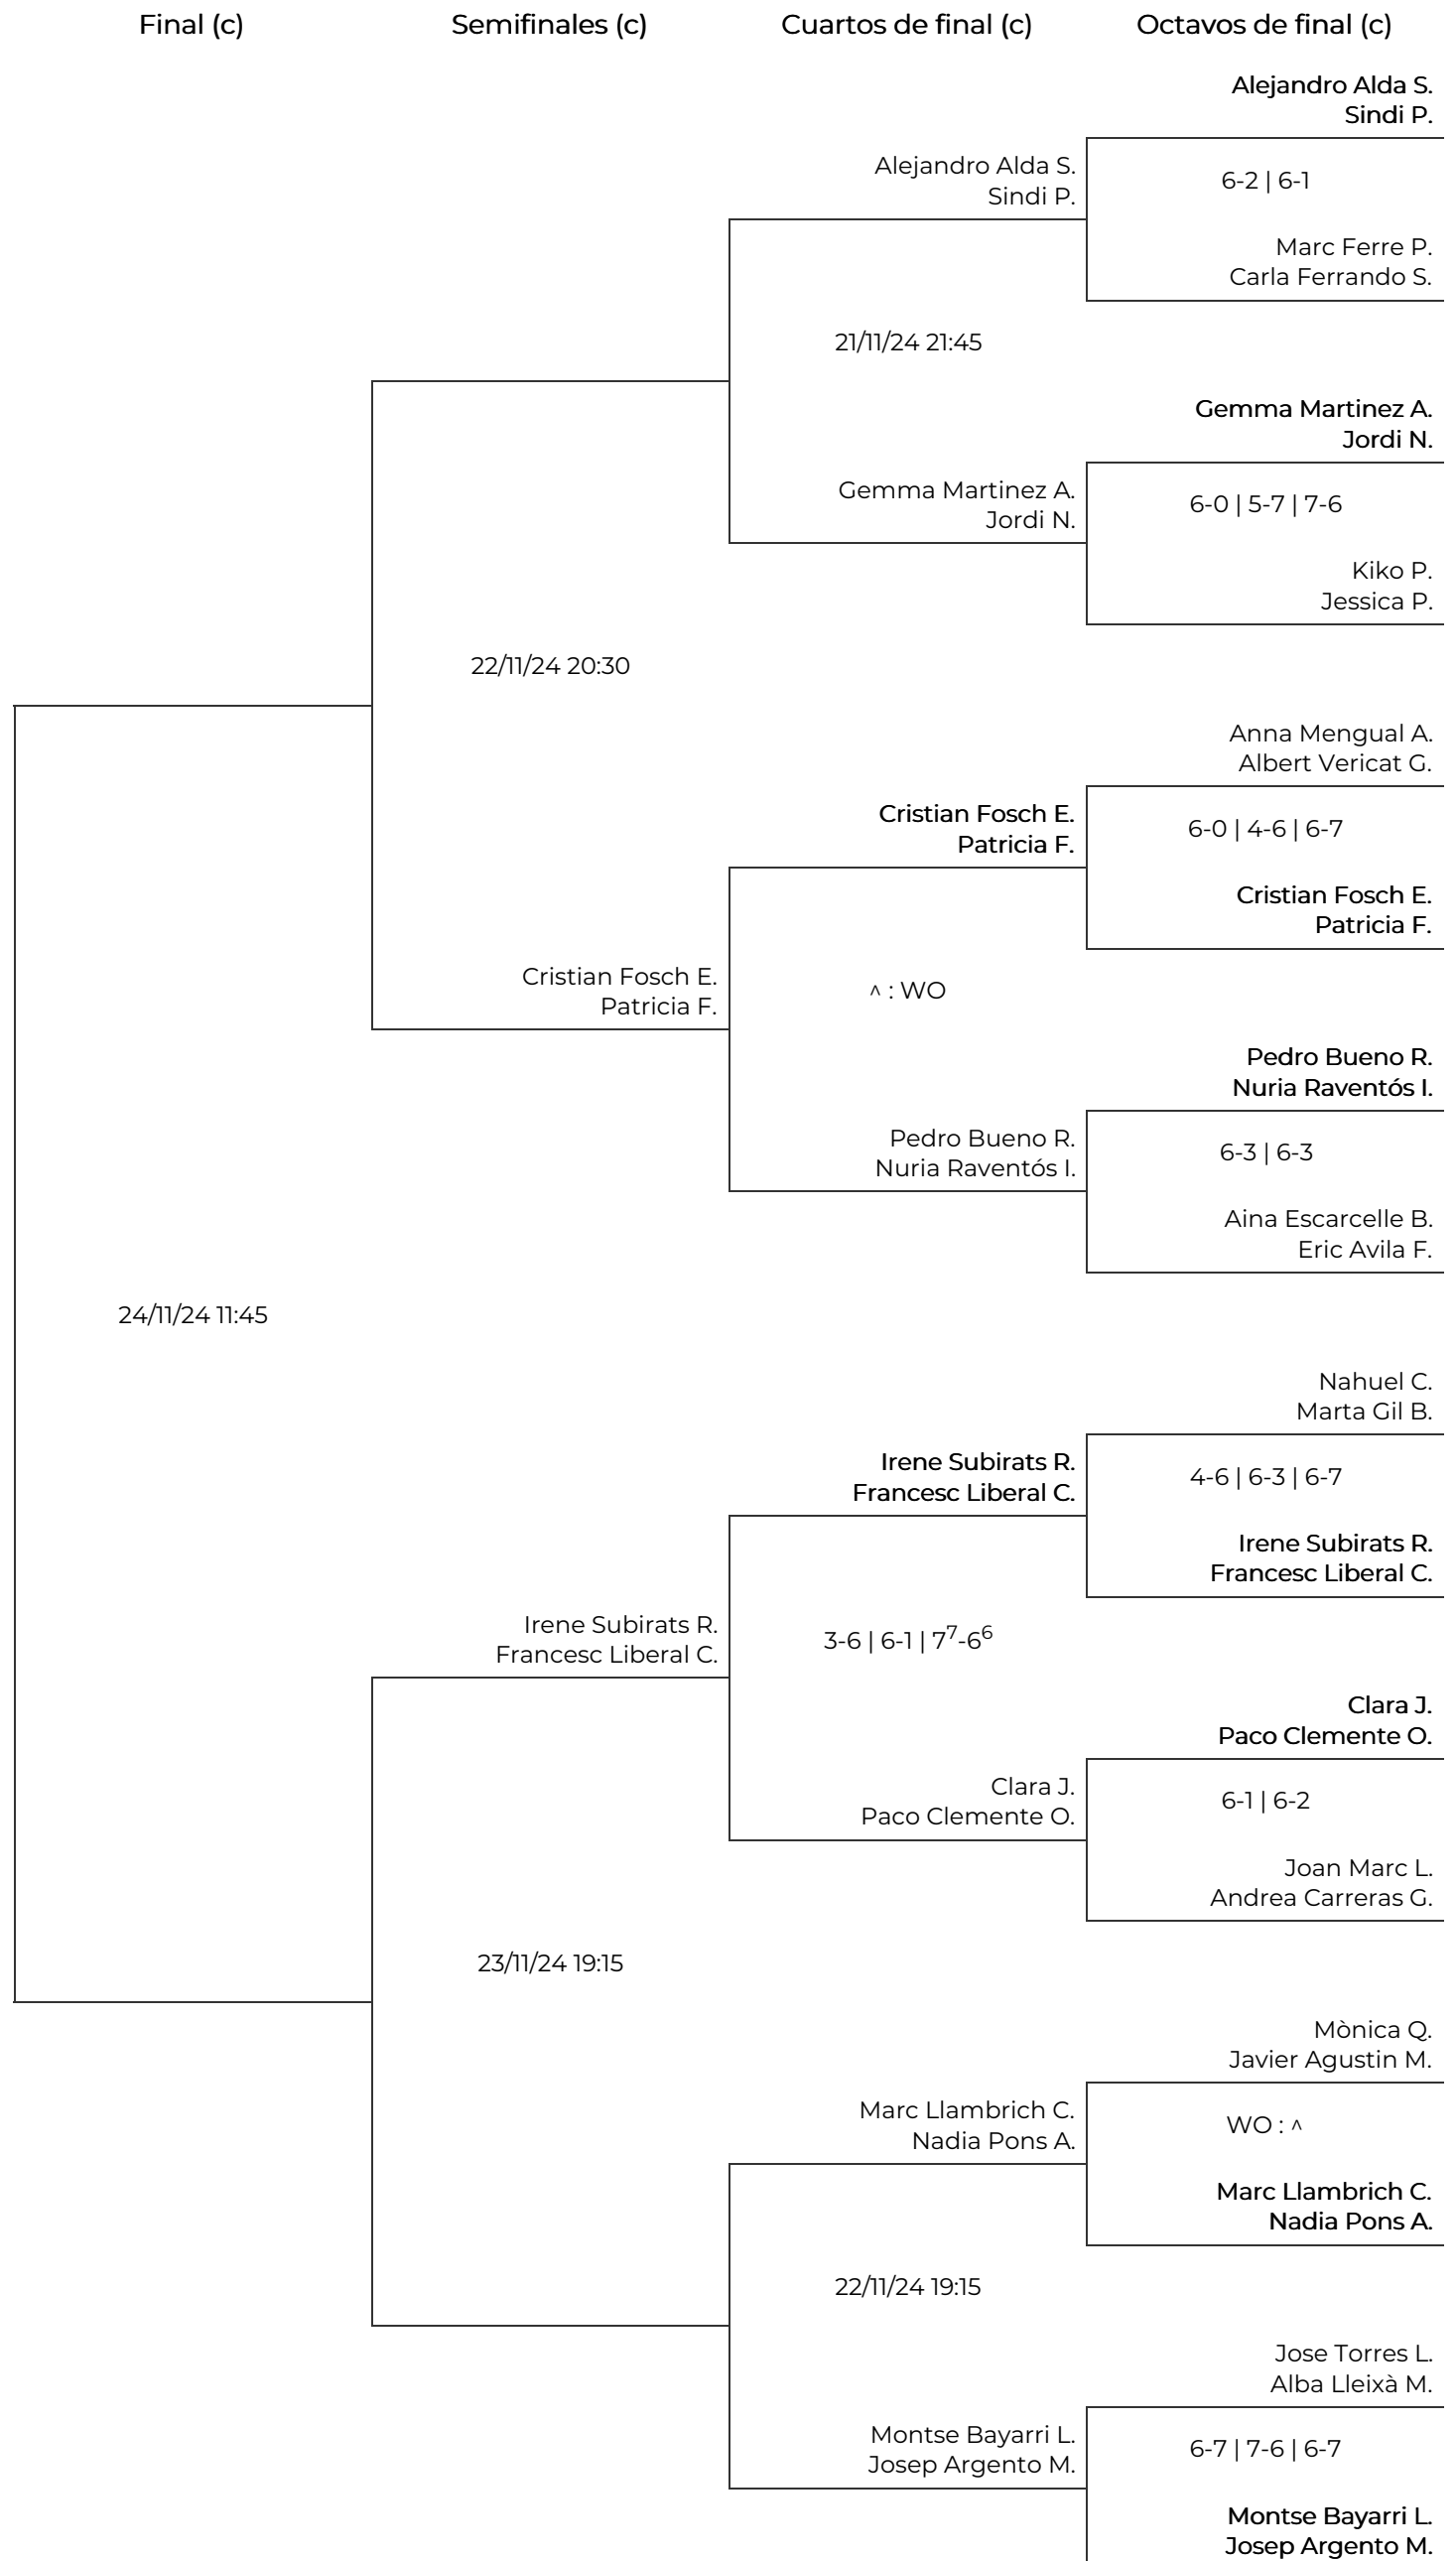 Final (c)
Semifinales (c)
Cuartos de final (c)
Octavos de final (c)
Alejandro Alda S.
Sindi P.
Alejandro Alda S.
Sindi P.
6-2 | 6-1
Marc Ferre P.
Carla Ferrando S.
21/11/24 21:45
Gemma Martinez A.
Jordi N.
Gemma Martinez A.
Jordi N.
6-0 | 5-7 | 7-6
Kiko P.
Jessica P.
22/11/24 20:30
Anna Mengual A.
Albert Vericat G.
Cristian Fosch E.
Patricia F.
6-0 | 4-6 | 6-7
Cristian Fosch E.
Patricia F.
Cristian Fosch E.
Patricia F.
^ : WO
Pedro Bueno R.
Nuria Raventós I.
Pedro Bueno R.
Nuria Raventós I.
6-3 | 6-3
Aina Escarcelle B.
Eric Avila F.
24/11/24 11:45
Nahuel C.
Marta Gil B.
Irene Subirats R.
Francesc Liberal C.
4-6 | 6-3 | 6-7
Irene Subirats R.
Francesc Liberal C.
Irene Subirats R.
Francesc Liberal C.
3-6 | 6-1 | 7⁷-6⁶
Clara J.
Paco Clemente O.
Clara J.
Paco Clemente O.
6-1 | 6-2
Joan Marc L.
Andrea Carreras G.
23/11/24 19:15
Mònica Q.
Javier Agustin M.
Marc Llambrich C.
Nadia Pons A.
WO : ^
Marc Llambrich C.
Nadia Pons A.
22/11/24 19:15
Jose Torres L.
Alba Lleixà M.
Montse Bayarri L.
Josep Argento M.
6-7 | 7-6 | 6-7
Montse Bayarri L.
Josep Argento M.